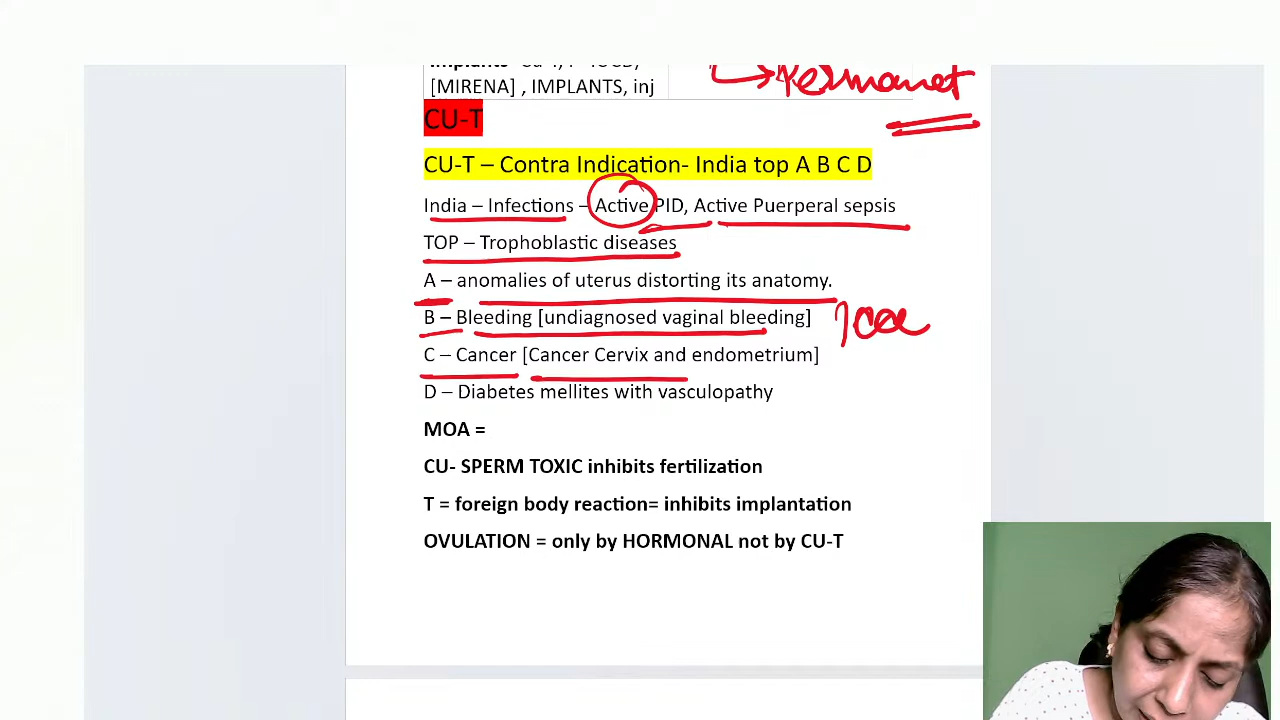 [MIRENA] , IMPLANTS, inj
Permanet
CU-T
CU-T – Contra Indication- India top A B C D
India – Infections – Active PID, Active Puerperal sepsis
TOP – Trophoblastic diseases
A – anomalies of uterus distorting its anatomy.
B – Bleeding [undiagnosed vaginal bleeding]
C – Cancer [Cancer Cervix and endometrium]
D – Diabetes mellites with vasculopathy
MOA =
CU- SPERM TOXIC inhibits fertilization
T = foreign body reaction= inhibits implantation
OVULATION = only by HORMONAL not by CU-T